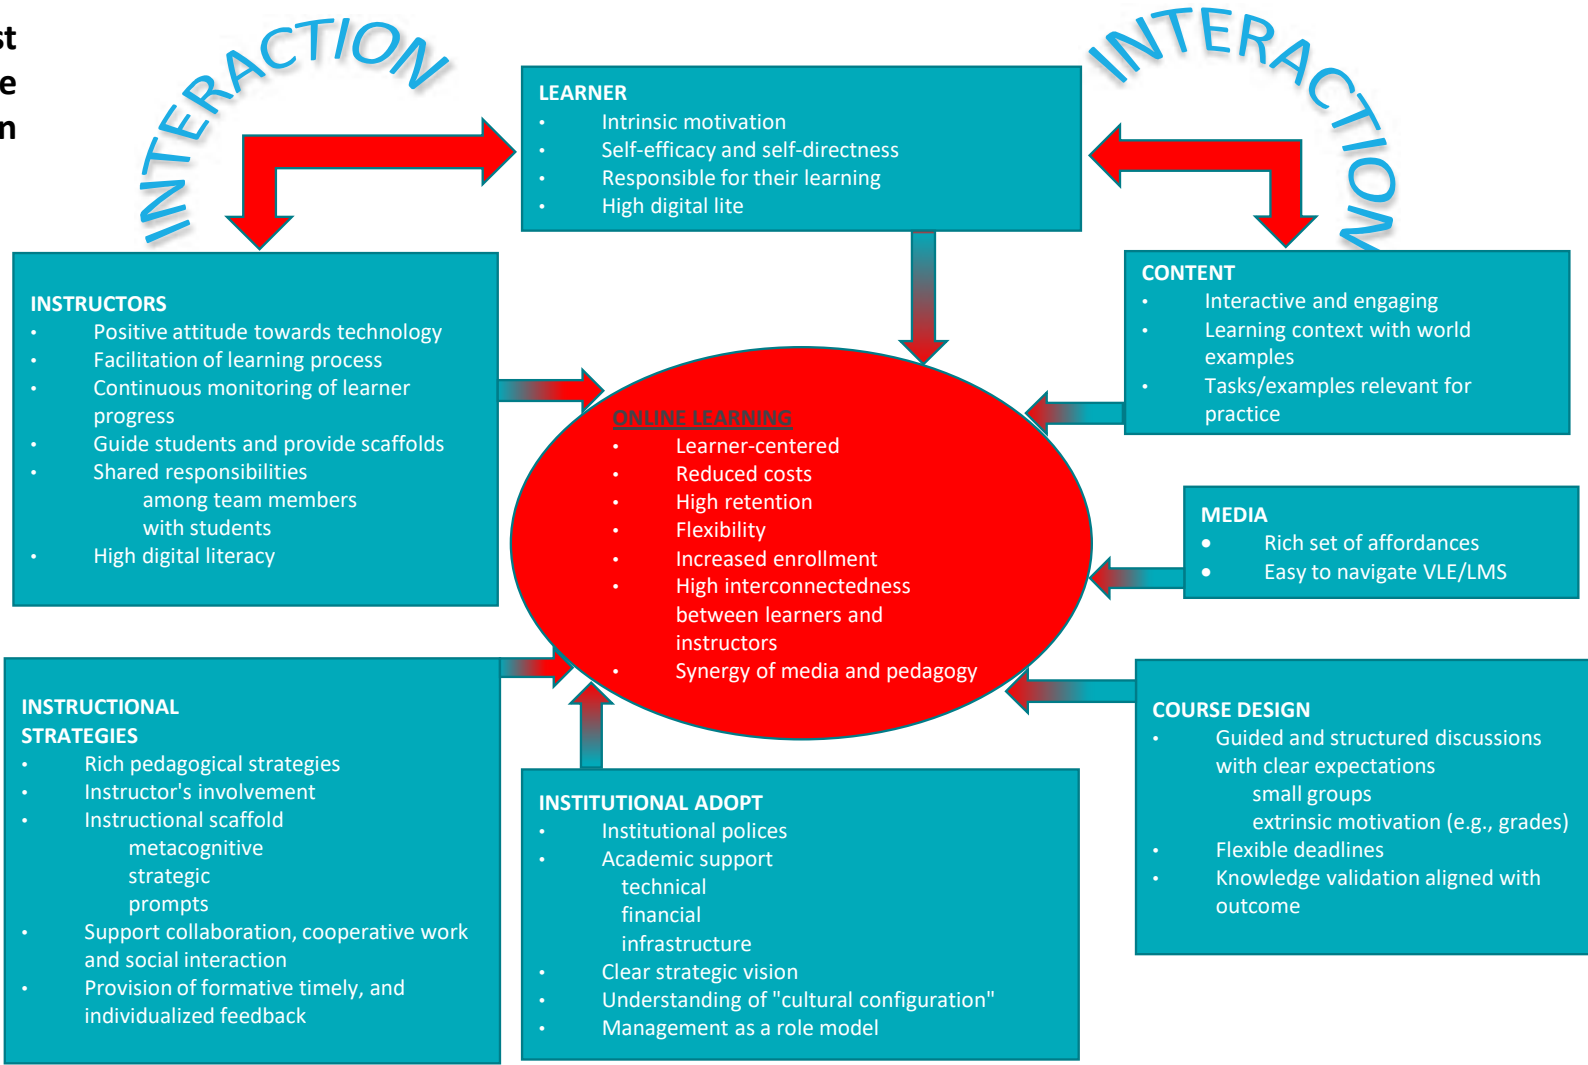 st
e
n
INTERACTION
INTERACTION
LEARNER
• Intrinsic motivation
• Self-efficacy and self-directness
• Responsible for their learning
• High digital lite
INSTRUCTORS
• Positive attitude towards technology
• Facilitation of learning process
• Continuous monitoring of learner
progress
• Guide students and provide scaffolds
• Shared responsibilities
among team members
with students
• High digital literacy
CONTENT
• Interactive and engaging
• Learning context with world
examples
• Tasks/examples relevant for
practice
ONLINE LEARNING
• Learner-centered
• Reduced costs
• High retention
• Flexibility
• Increased enrollment
• High interconnectedness
between learners and
instructors
• Synergy of media and pedagogy
MEDIA
• Rich set of affordances
• Easy to navigate VLE/LMS
INSTRUCTIONAL
STRATEGIES
• Rich pedagogical strategies
• Instructor's involvement
• Instructional scaffold
metacognitive
strategic
prompts
• Support collaboration, cooperative work
and social interaction
• Provision of formative timely, and
individualized feedback
INSTITUTIONAL ADOPT
• Institutional polices
• Academic support
technical
financial
infrastructure
• Clear strategic vision
• Understanding of "cultural configuration"
• Management as a role model
COURSE DESIGN
• Guided and structured discussions
with clear expectations
small groups
extrinsic motivation (e.g., grades)
• Flexible deadlines
• Knowledge validation aligned with
outcome